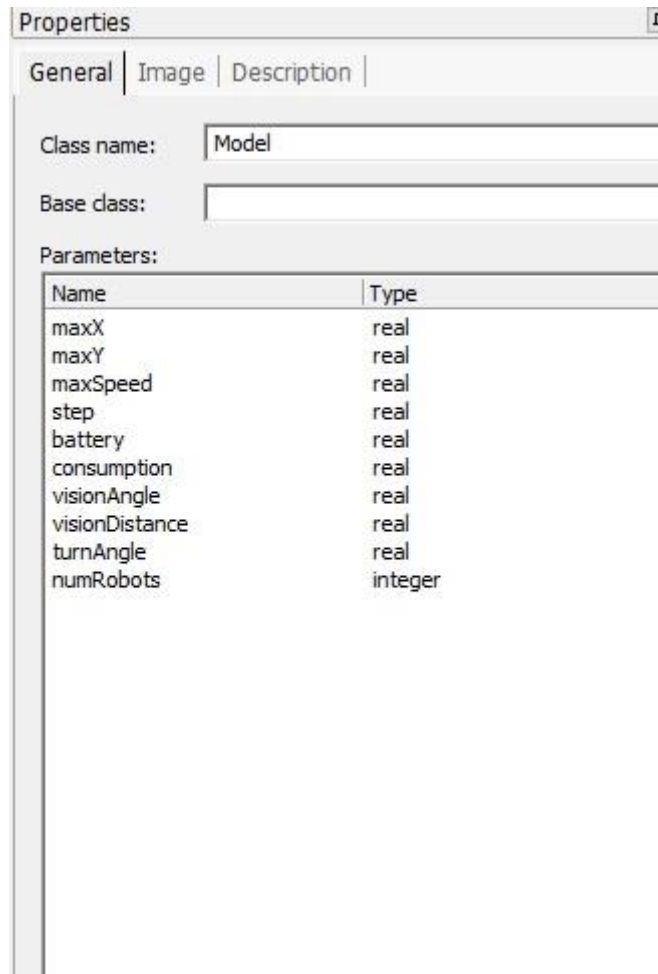 Properties
General Image Description
Class name: Model
Base class:
Parameters:
Name Type
maxX real
maxY real
maxSpeed real
step real
battery real
consumption real
visionAngle real
visionDistance real
turnAngle real
numRobots integer